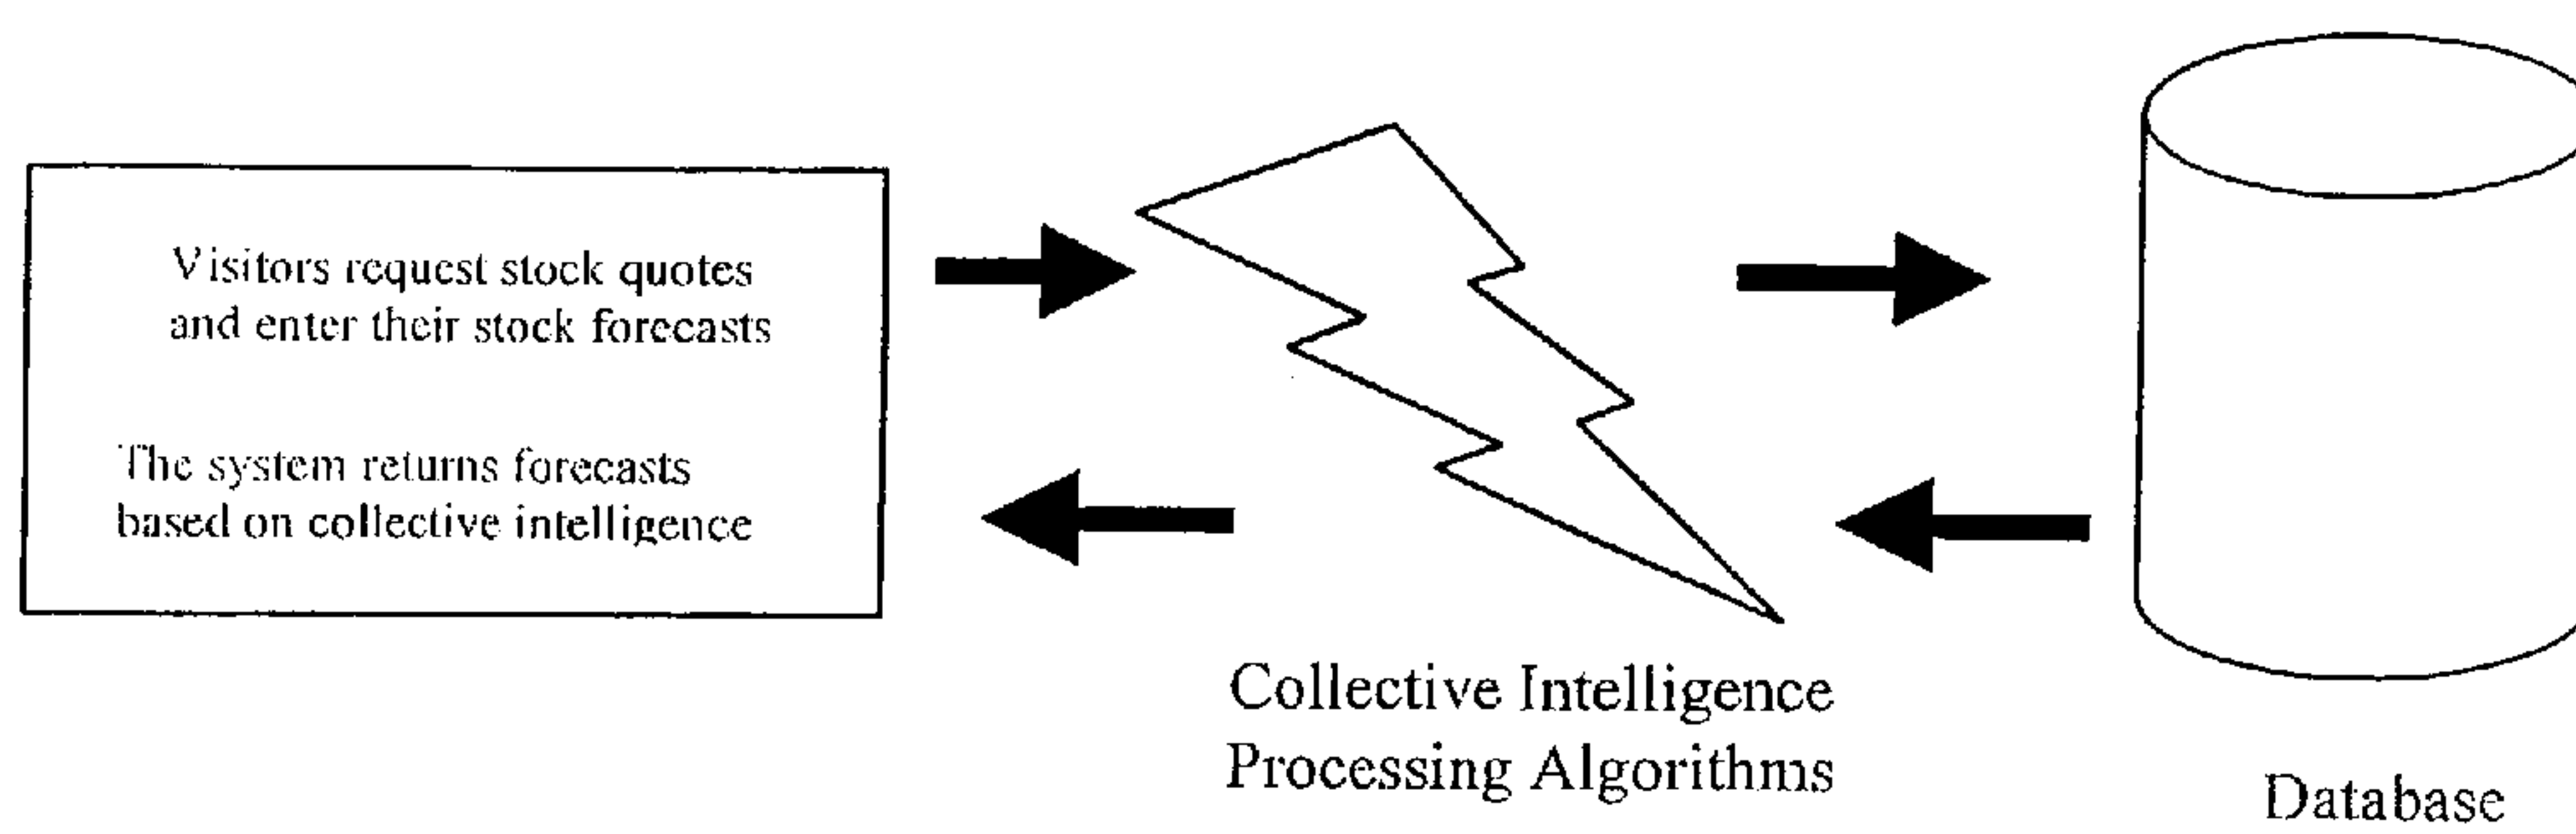 Visitors request stock quotes
and enter their stock forecasts
The system returns forecasts
based on collective intelligence
Collective Intelligence
Processing Algorithms
Database